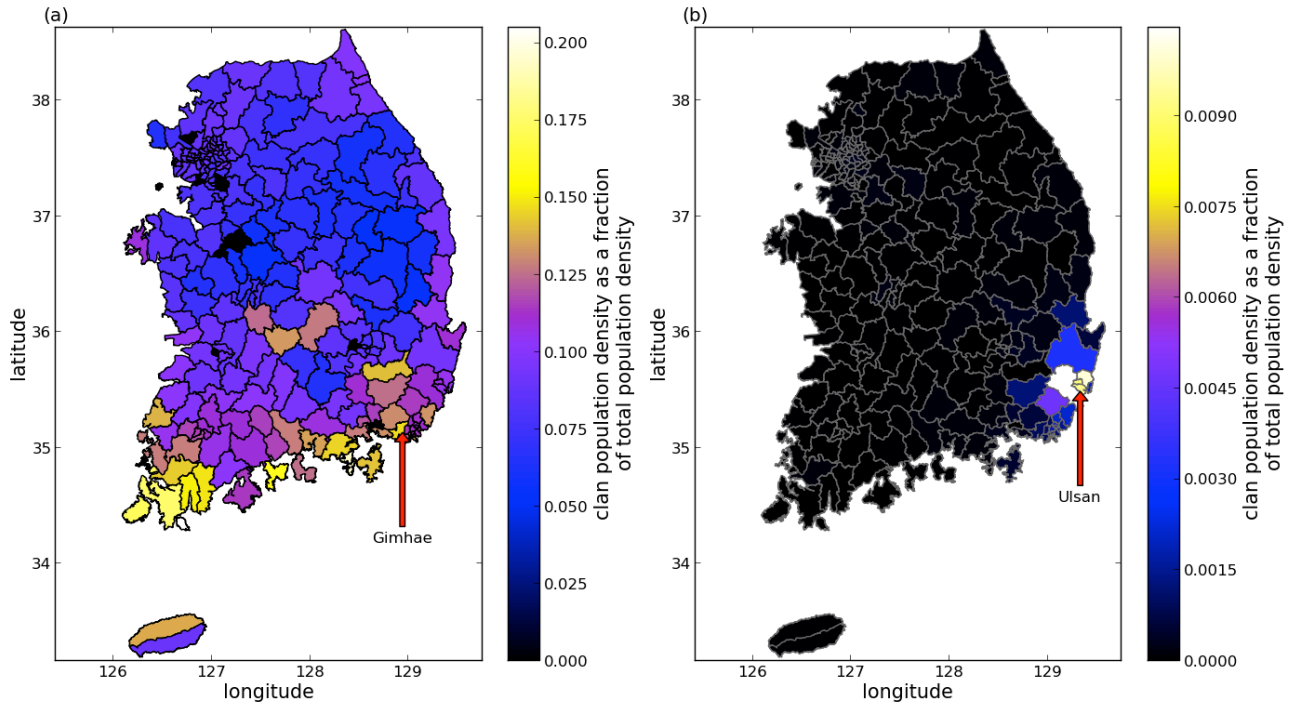 (a)
38
37
36
35
34
126
127
128
129
latitude
longitude
Gimhae
0.200
0.175
0.150
0.125
0.100
0.075
0.050
0.025
0.000
clan population density as a fraction
of total population density
(b)
38
37
36
35
34
126
127
128
129
latitude
longitude
Ulsan
0.0090
0.0075
0.0060
0.0045
0.0030
0.0015
0.0000
clan population density as a fraction
of total population density